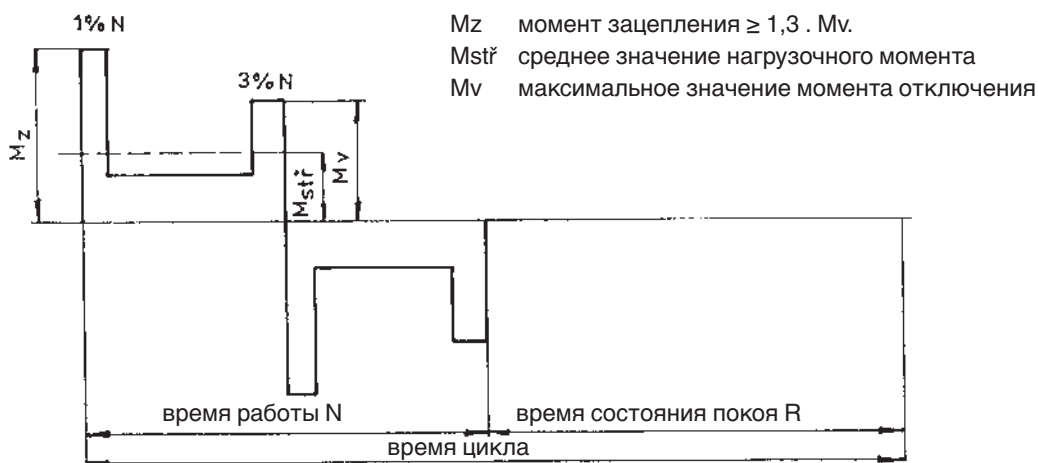 1% N
Mz момент зацепления ≥ 1,3 . Mv.
Mstř среднее значение нагрузочного момента
3% N
Mv максимальное значение момента отключения
Mz
Mstř
Mv
время работы N
время состояния покоя R
время цикла